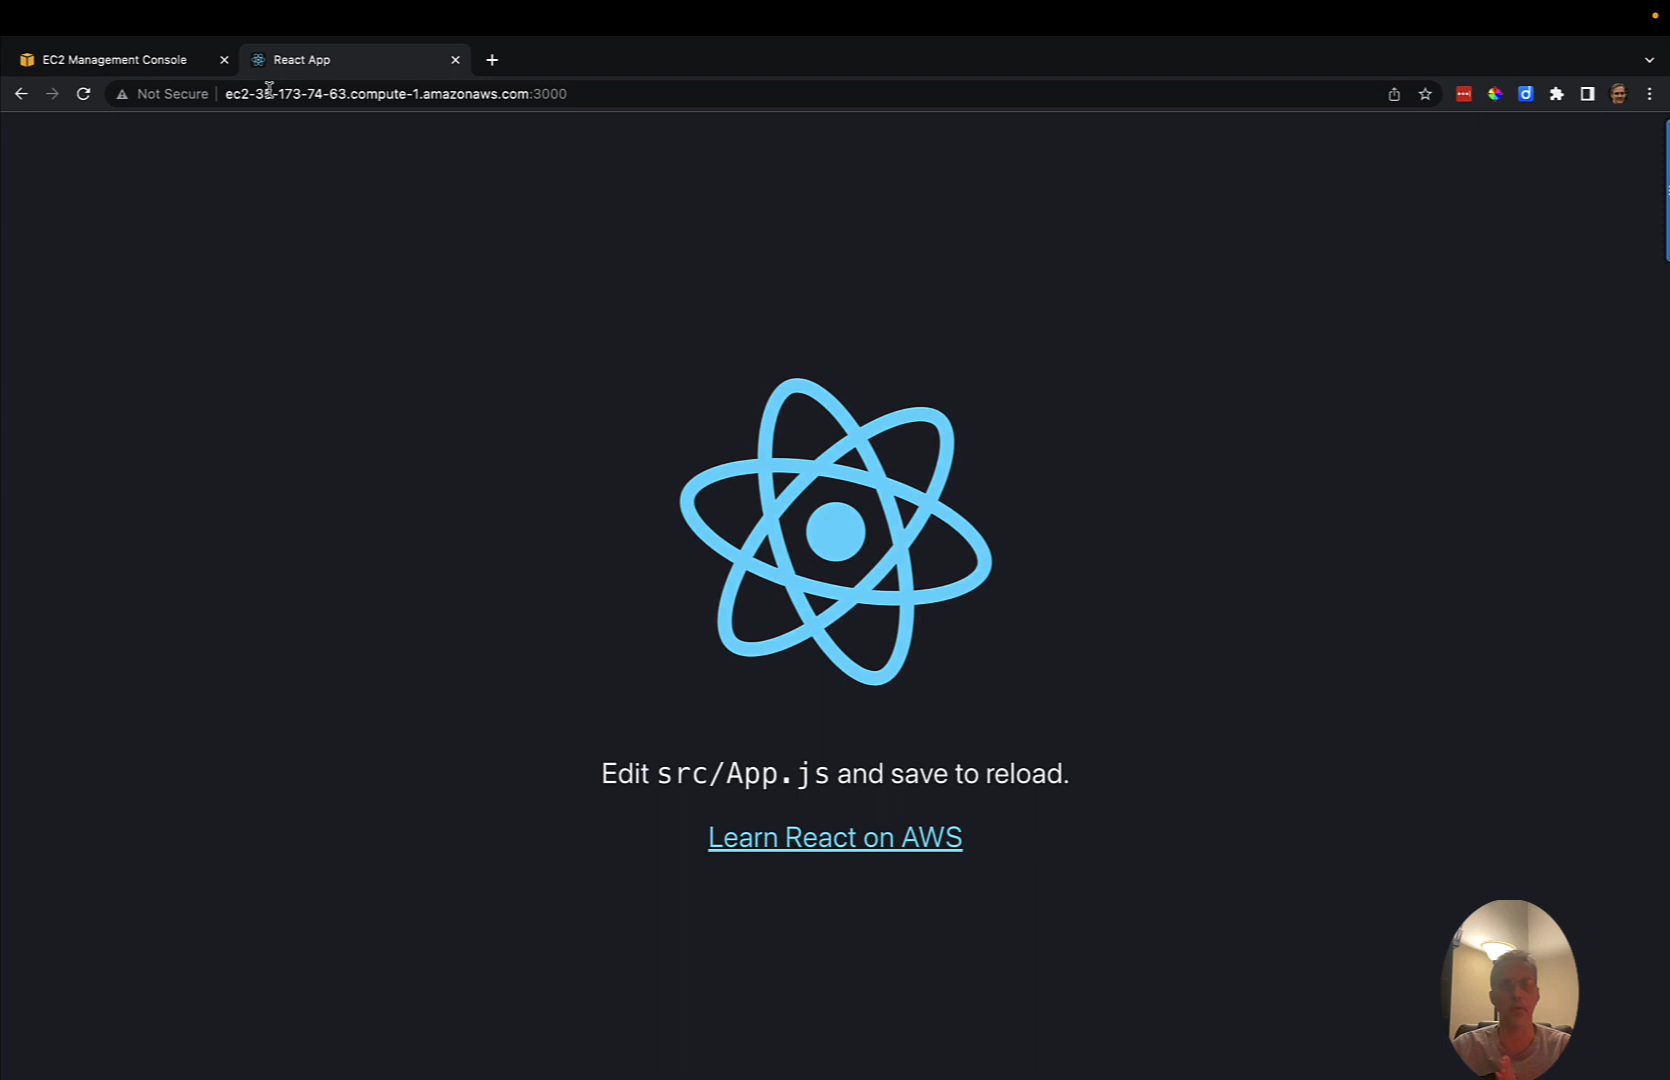 EC2 Management Console
React App
Not Secure
173-74-63.compute-1.amazonaws.com:3000
Edit src/App.js and save to reload.
Learn React on AWS